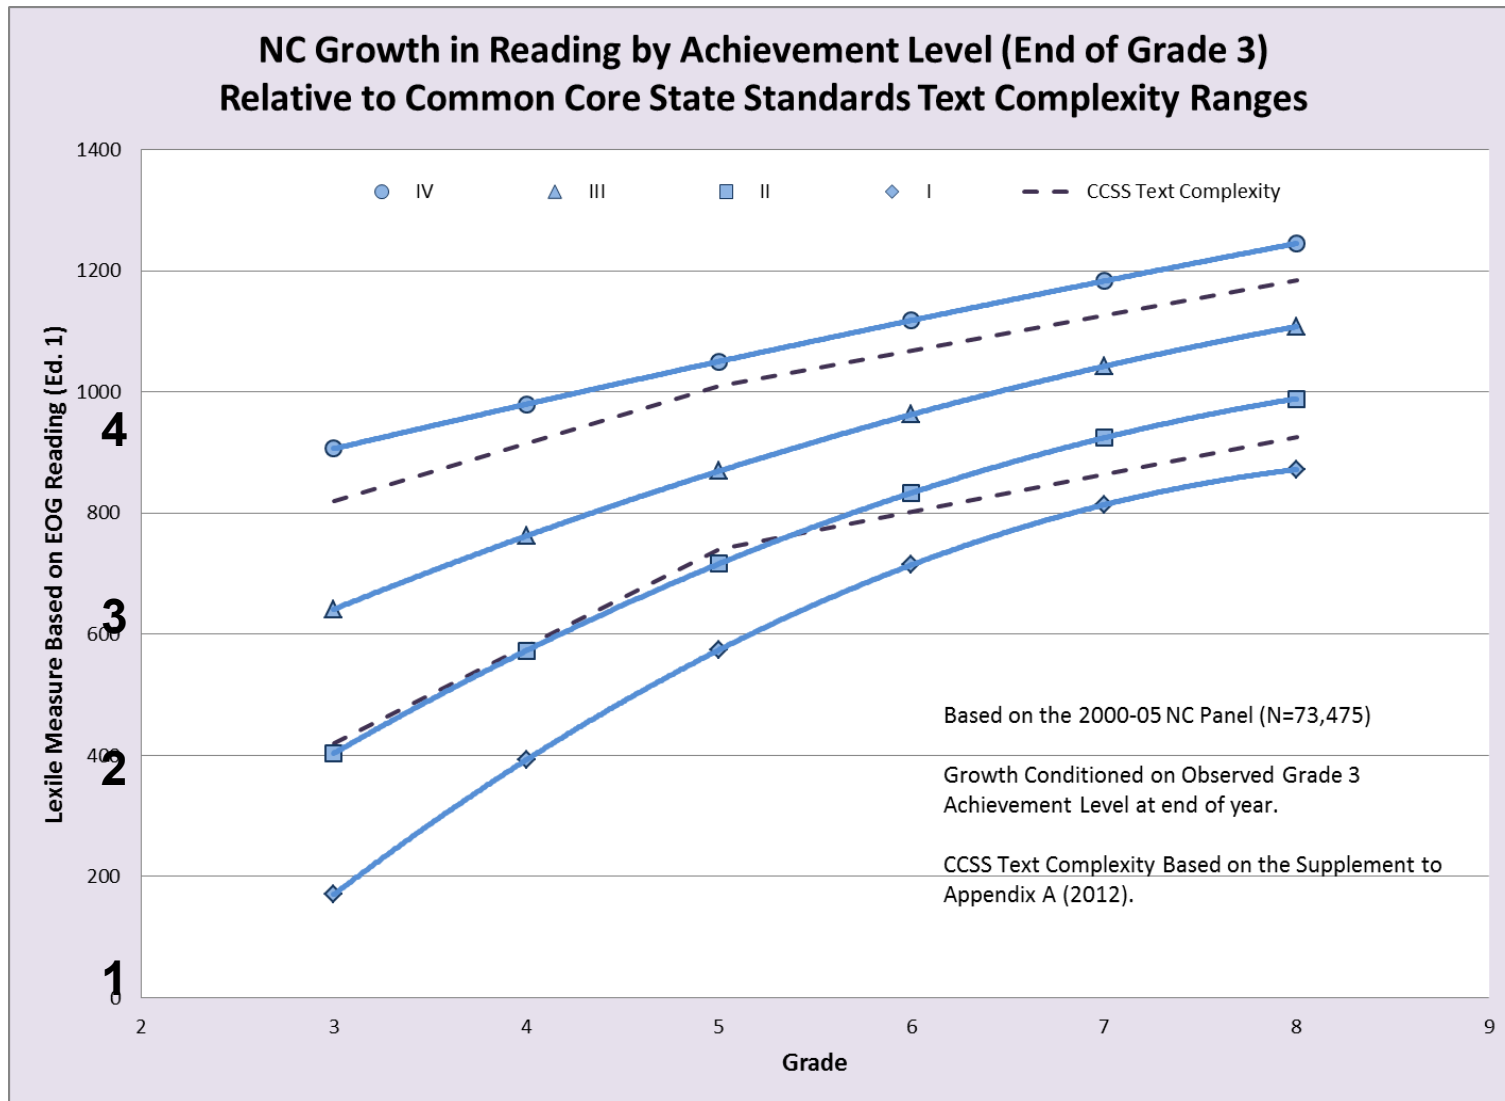 NC Growth in Reading by Achievement Level (End of Grade 3)
Relative to Common Core State Standards Text Complexity Ranges
1400
IV
III
II
I
CCSS Text Complexity
1200
1000
4
800
3
600
400
2
200
1
0
Lexile Measure Based on EOG Reading (Ed. 1)
Based on the 2000-05 NC Panel (N=73,475)
Growth Conditioned on Observed Grade 3
Achievement Level at end of year.
CCSS Text Complexity Based on the Supplement to
Appendix A (2012).
2
3
4
5
6
7
8
9
Grade